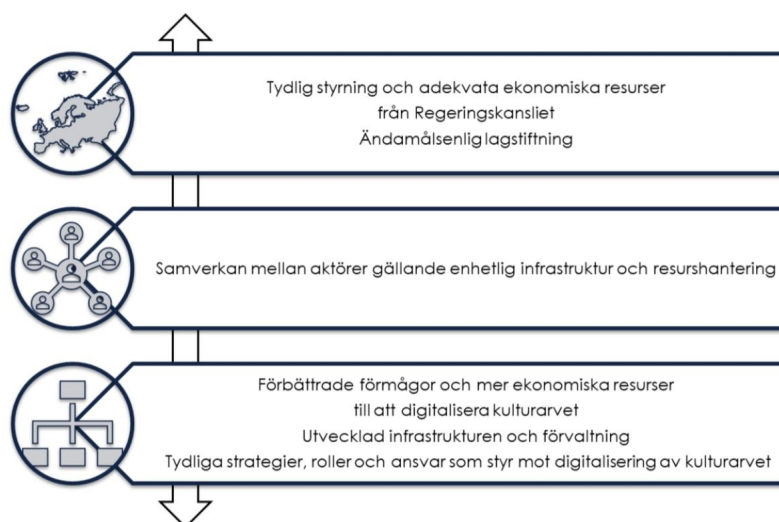 Tydlig styrning och adekvata ekonomiska resurser
från Regeringskansliet
Ändamålsenlig lagstiftning
Samverkan mellan aktörer gällande enhetlig infrastruktur och resurshantering
Förbättrade förmågor och mer ekonomiska resurser
till att digitalisera kulturarvet
Utvecklad infrastrukturen och förvaltning
Tydliga strategier, roller och ansvar som styr mot digitalisering av kulturarvet